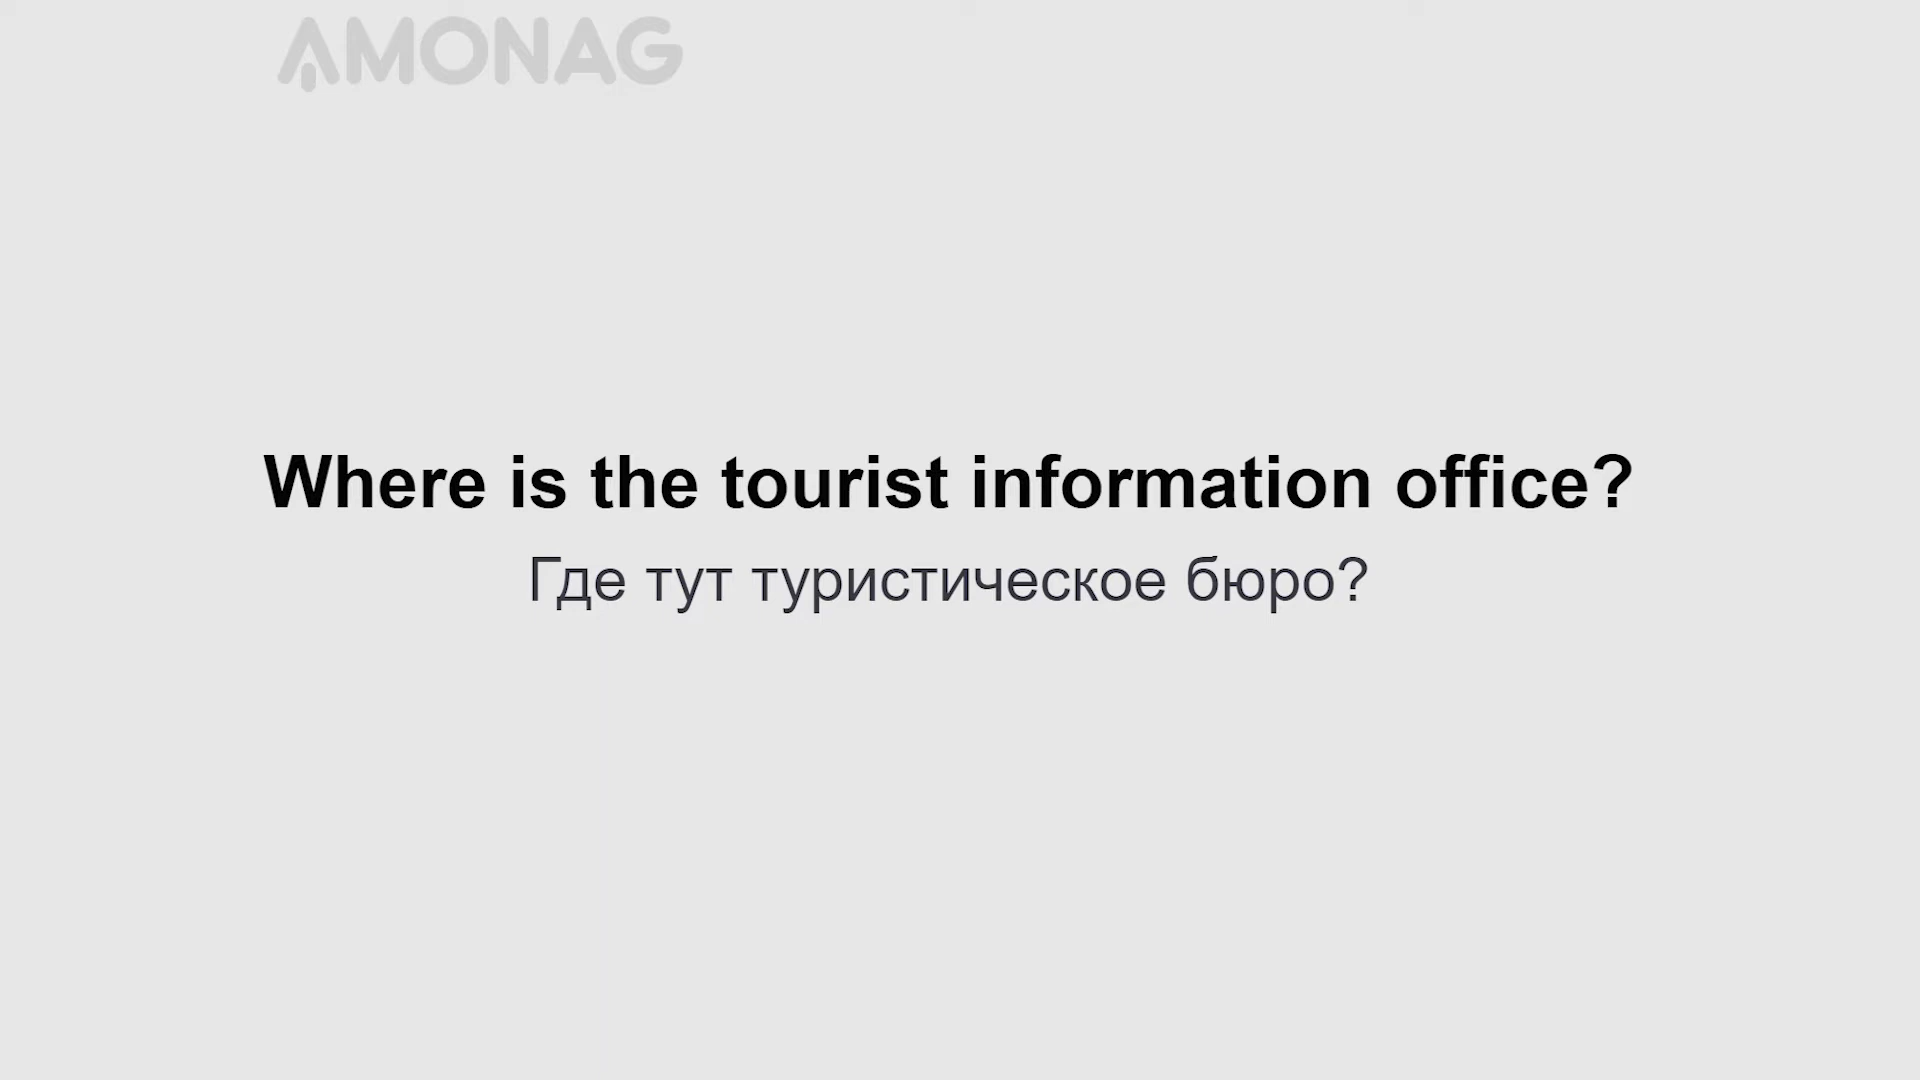 AMONAG
Where is the tourist information office?
Где тут туристическое бюро?